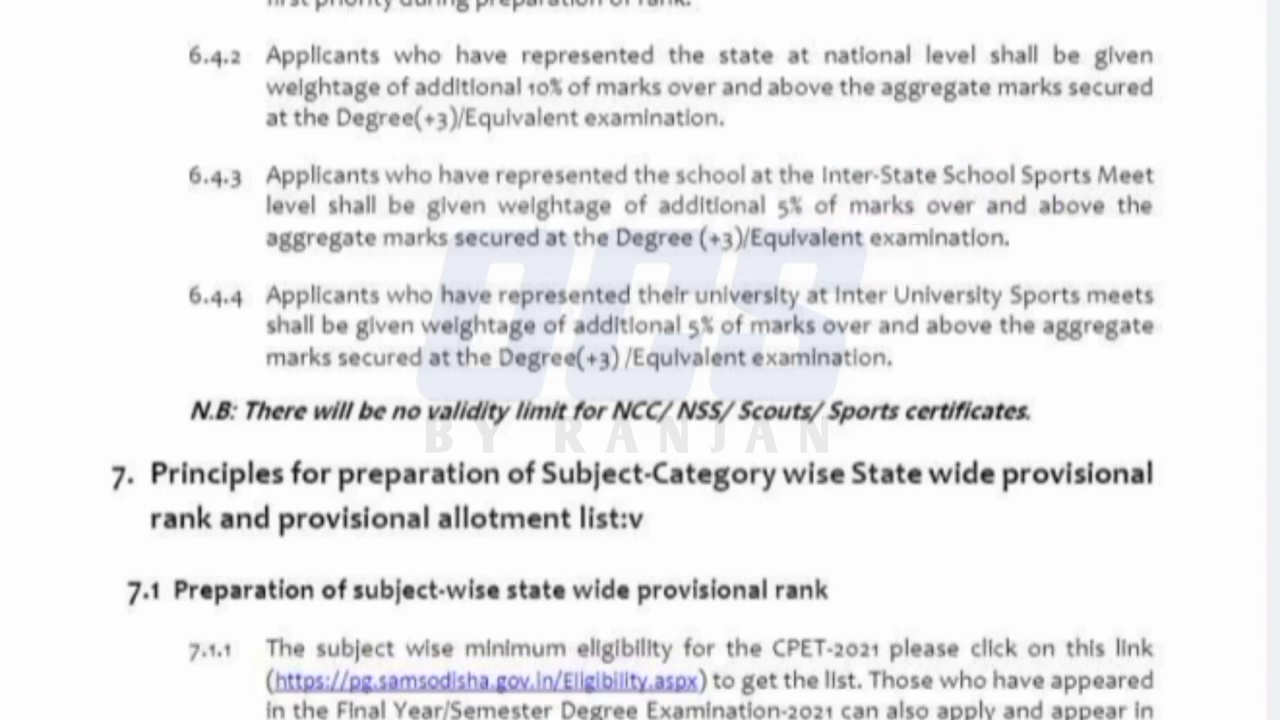 first priority during preparation of rank.
6.4.2 Applicants who have represented the state at national level shall be given
weightage of additional 10% of marks over and above the aggregate marks secured
at the Degree(+3)/Equivalent examination.
6.4.3 Applicants who have represented the school at the Inter-State School Sports Meet
level shall be given weightage of additional 5% of marks over and above the
aggregate marks secured at the Degree (+3)/Equivalent examination.
6.4.4 Applicants who have represented their university at Inter University Sports meets
shall be given weightage of additional 5% of marks over and above the aggregate
marks secured at the Degree(+3) /Equivalent examination.
N.B: There will be no validity limit for NCC/ NSS/ Scouts/ Sports certificates.
BY RANJAN
7. Principles for preparation of Subject-Category wise State wide provisional
rank and provisional allotment list:v
7.1 Preparation of subject-wise state wide provisional rank
7.1.1 The subject wise minimum eligibility for the CPET-2021 please click on this link
(https://pg.samsodisha.gov.in/Eligibility.aspx) to get the list. Those who have appeared
in the Final Year/Semester Degree Examination-2021 can also apply and appear in